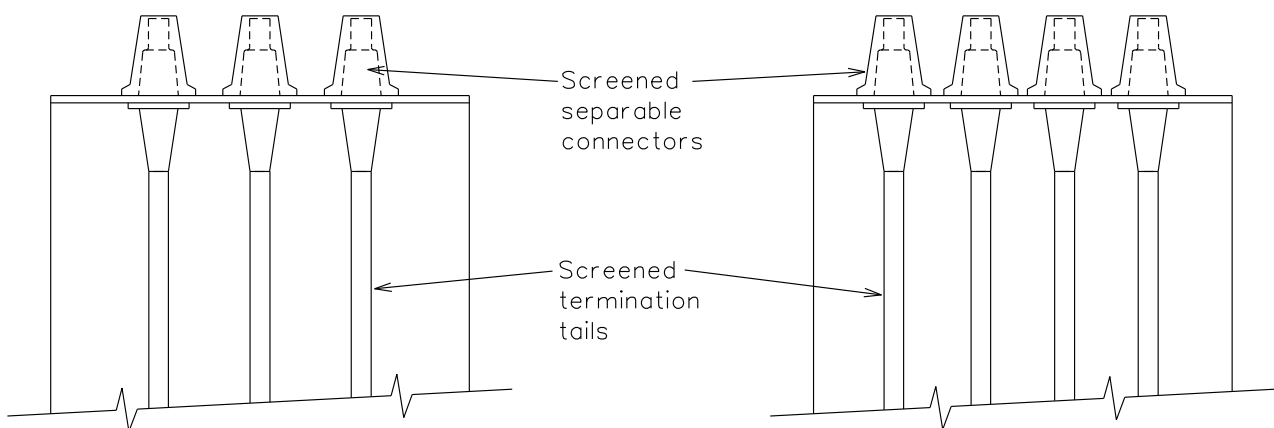 Screened
separable
connectors
Screened
termination
tails